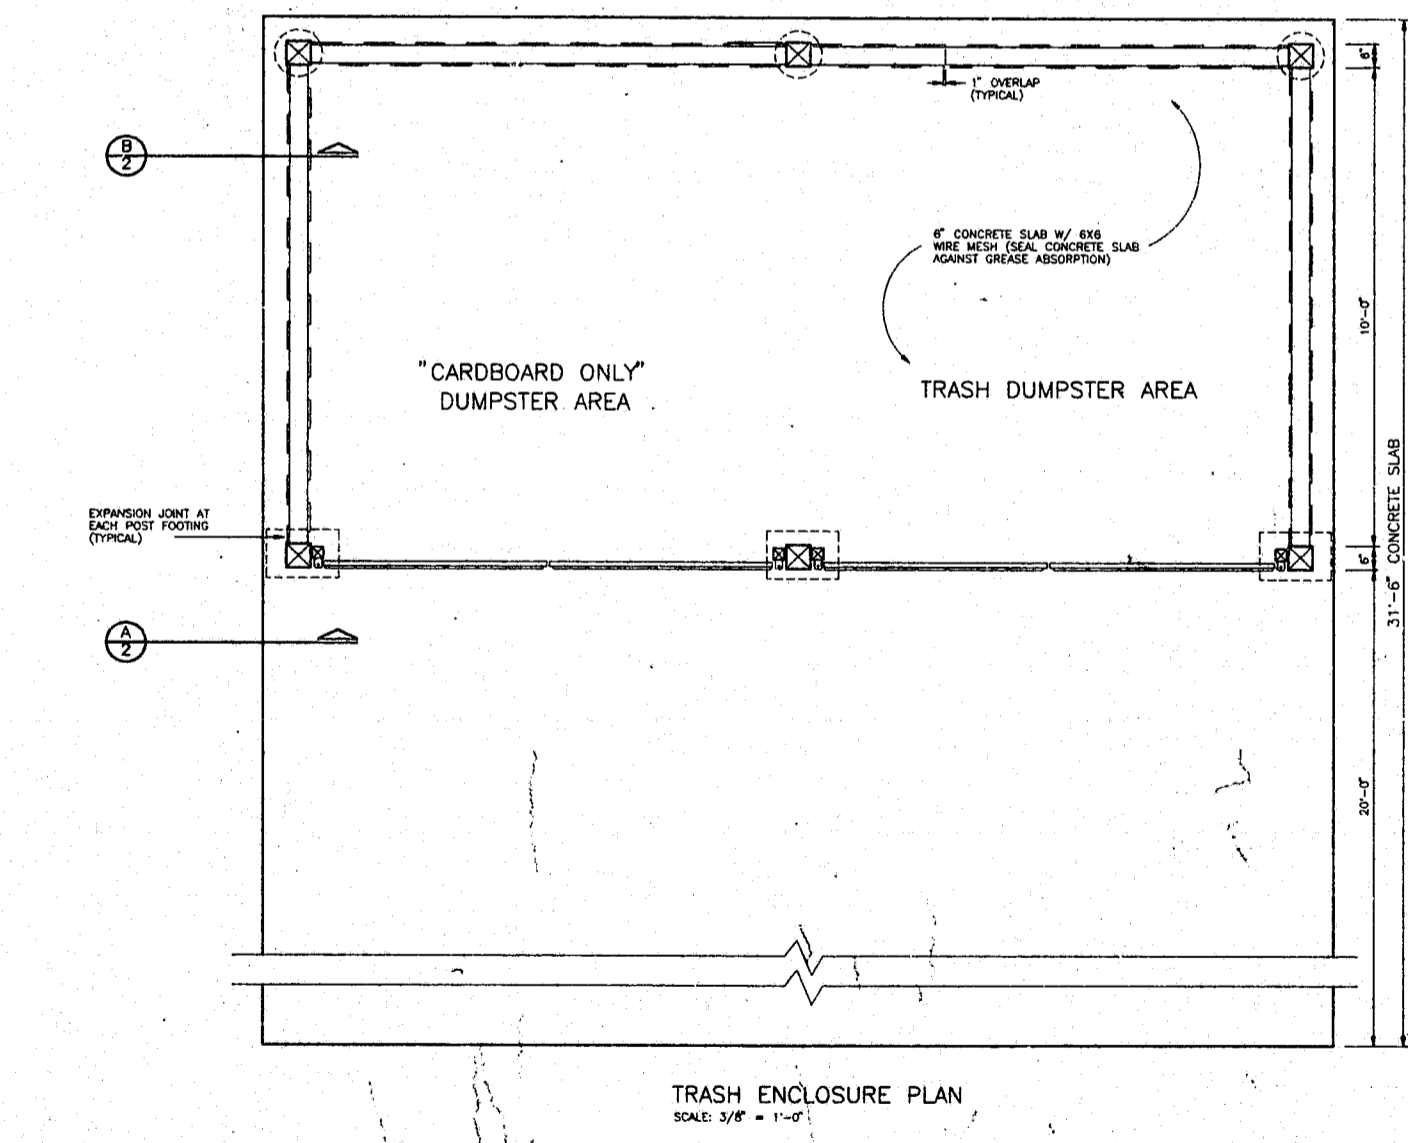 6"
1" OVERLAP
(TYPICAL)
B
2
6" CONCRETE SLAB W/ 6X6
WIRE MESH (SEAL CONCRETE SLAB
AGAINST GREASE ABSORPTION)
10'-0"
"CARDBOARD ONLY"
DUMPSTER AREA
TRASH DUMPSTER AREA
31'-6" CONCRETE SLAB
EXPANSION JOINT AT
EACH POST FOOTING
(TYPICAL)
6"
A
2
20'-0"
TRASH ENCLOSURE PLAN
SCALE: 3/8" = 1'-0"